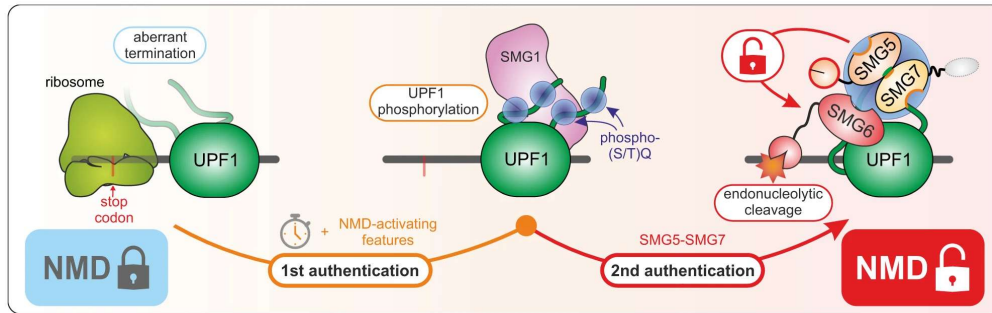 aberrant
termination
ribosome
UPF1
stop
codon
NMD
+
NMD-activating
features
1st authentication
SMG1
UPF1
phosphorylation
UPF1
phospho-
(S/T)Q
SMG5-SMG7
2nd authentication
SMG5
SMG7
SMG6
UPF1
endonucleolytic
cleavage
NMD